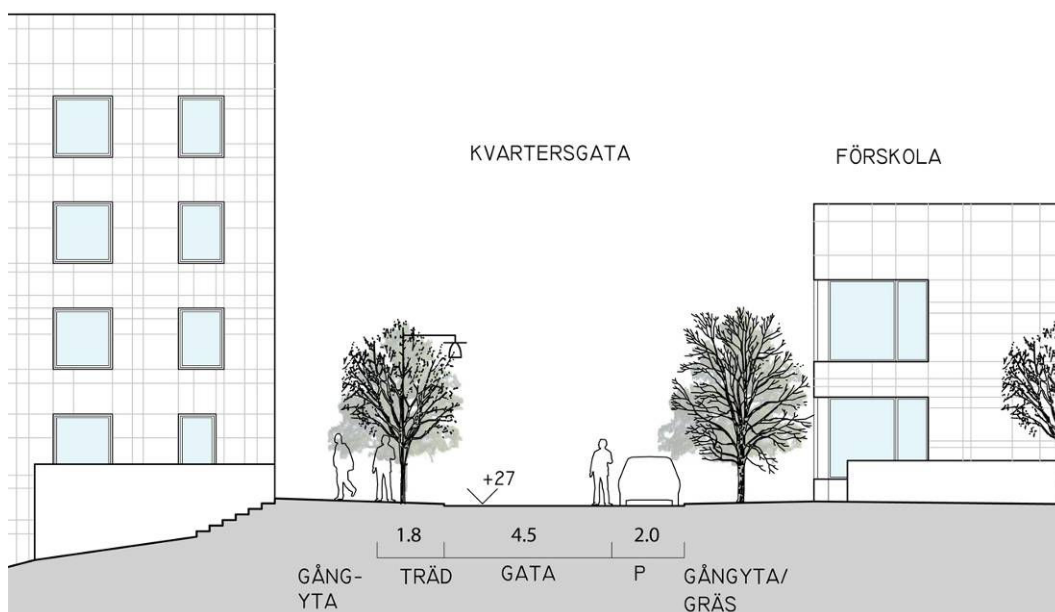 KVARTERSGATA
FÖRSKOLA
+27
1.8
4.5
2.0
GÅNG-
YTA
TRÄD
GATA
P
GÅNGYTA/
GRÄS